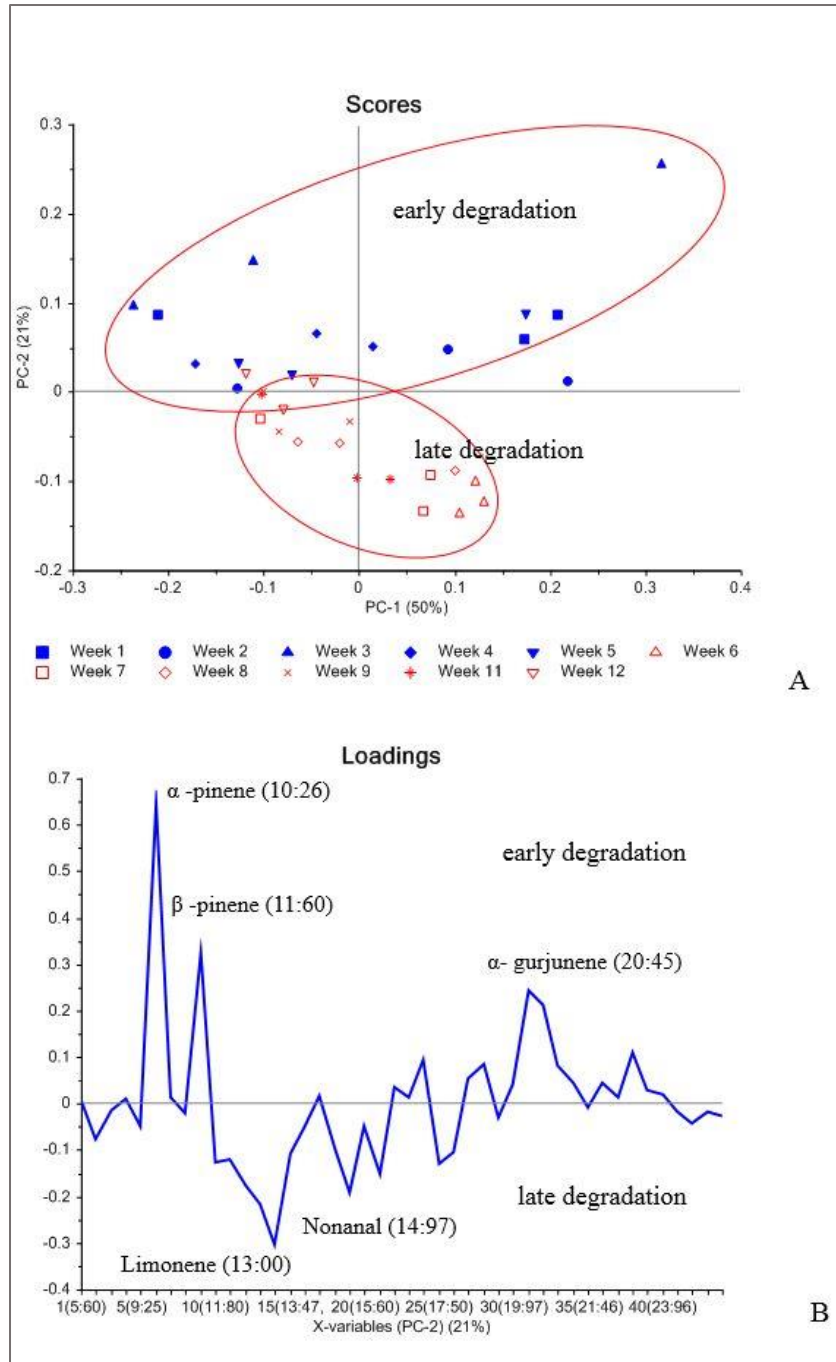 Scores
0.3
0.2
0.1
0
-0.1
-0.2
PC-2 (21%)
early degradation
late degradation
-0.3 -0.2 -0.1 0 0.1 0.2 0.3 0.4
PC-1 (50%)
Week 1 Week 2 Week 3 Week 4 Week 5 Week 6
Week 7 Week 8 Week 9 Week 11 Week 12
A
Loadings
0.7
0.6
0.5
0.4
0.3
0.2
0.1
0
-0.1
-0.2
-0.3
-0.4
α -pinene (10:26)
early degradation
β -pinene (11:60)
α- gurjunene (20:45)
late degradation
Nonanal (14:97)
Limonene (13:00)
1(5:60) 5(9:25) 10(11:80) 15(13:47, 20(15:60) 25(17:50) 30(19:97) 35(21:46) 40(23:96)
X-variables (PC-2) (21%)
B